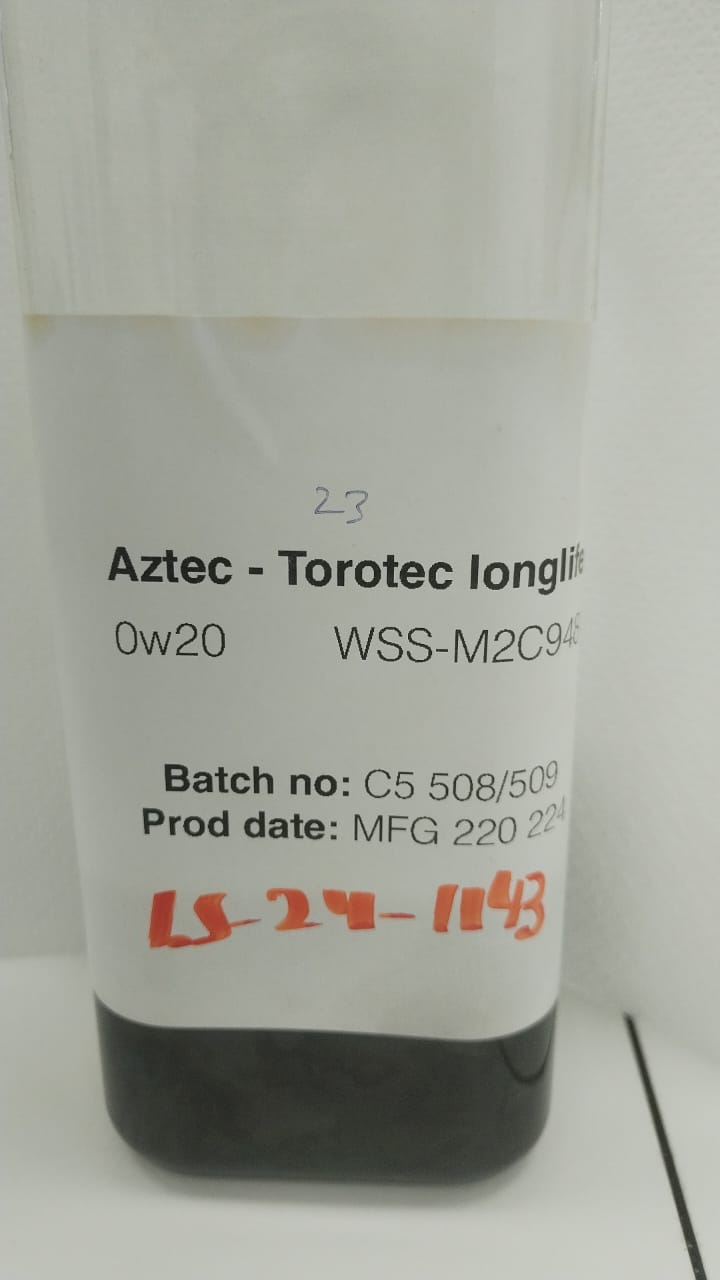 23
Aztec - Torotec longlife
0w20 WSS-M2C948
Batch no: C5 508/509
Prod date: MFG 220 224
LS-24-1143